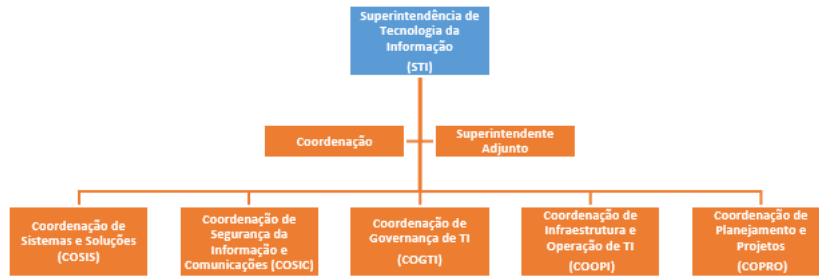 Superintendência de
Tecnologia da
Informação
(STI)
Coordenação
Superintendente
Adjunto
Coordenação de
Sistemas e Soluções
(COSIS)
Coordenação de
Segurança da
Informação e
Comunicações (COSIC)
Coordenação de
Governança de TI
(COGTI)
Coordenação de
Infraestrutura e
Operação de TI
(COOPI)
Coordenação de
Planejamento e
Projetos
(COPRO)